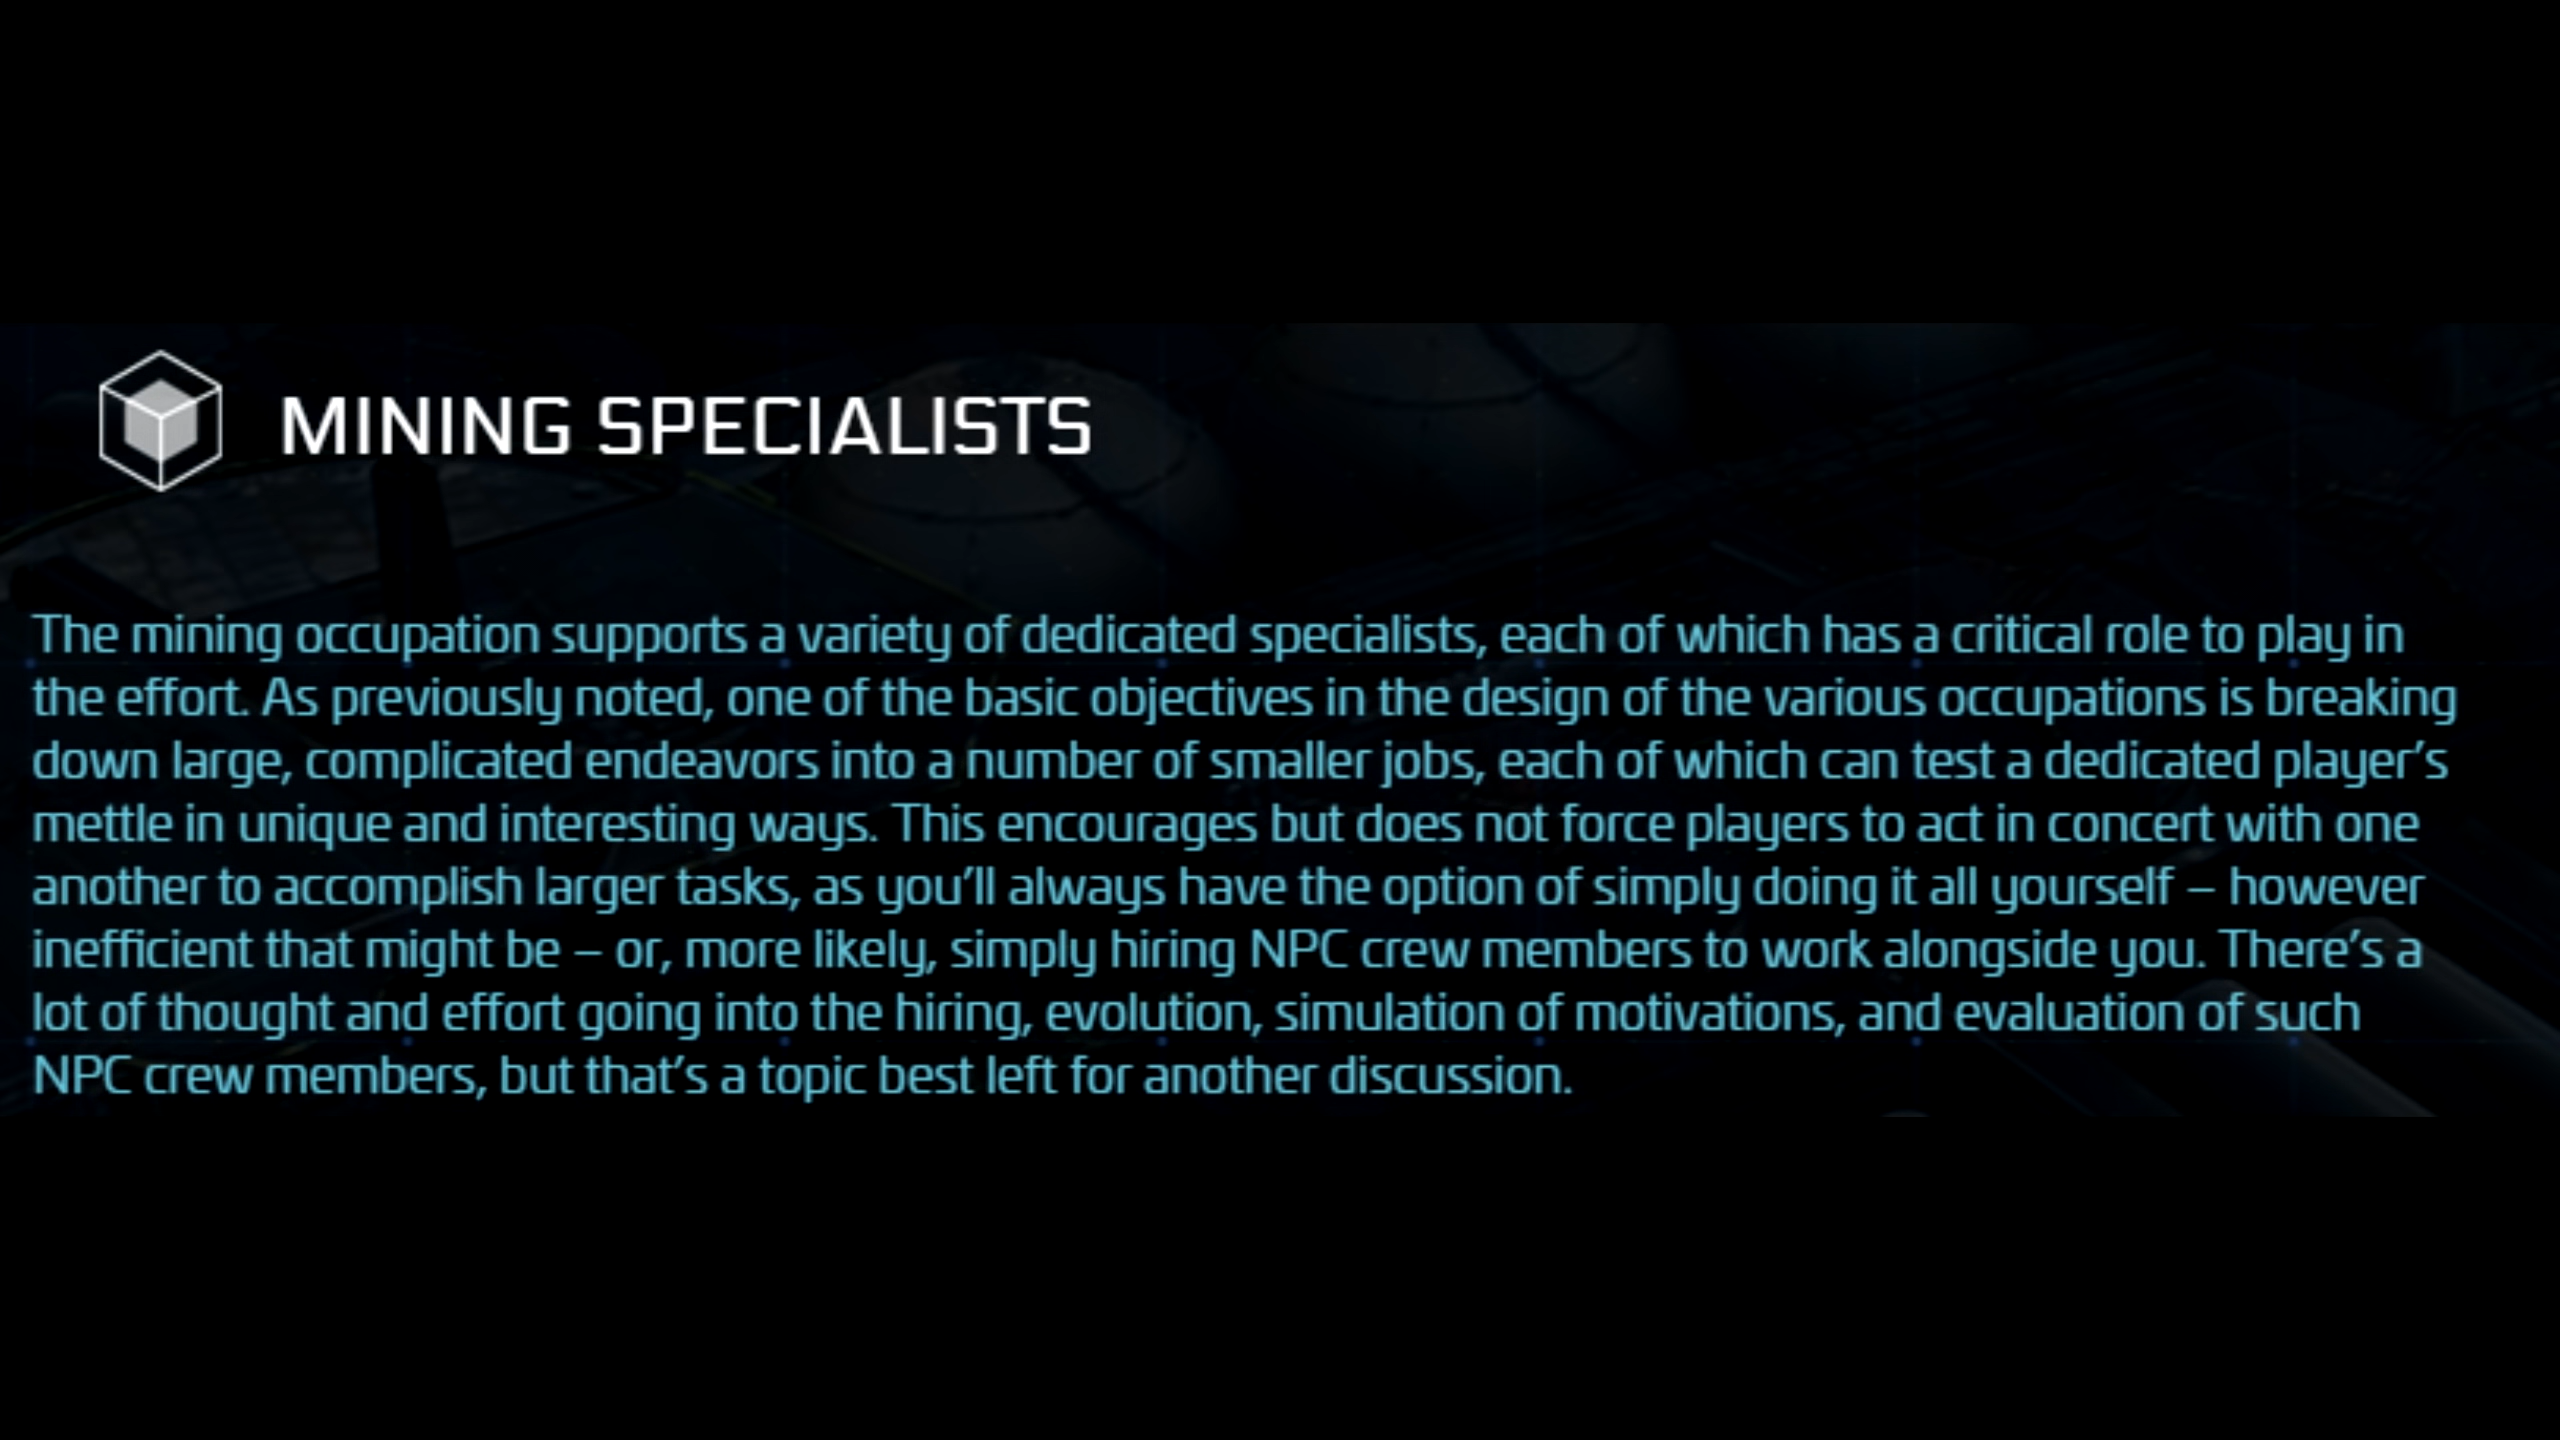 MINING SPECIALISTS
The mining occupation supports a variety of dedicated specialists, each of which has a critical role to play in
the effort. As previously noted, one of the basic objectives in the design of the various occupations is breaking
down large, complicated endeavors into a number of smaller jobs, each of which can test a dedicated player’s
mettle in unique and interesting ways. This encourages but does not force players to act in concert with one
another to accomplish larger tasks, as you’ll always have the option of simply doing it all yourself – however
inefficient that might be – or, more likely, simply hiring NPC crew members to work alongside you. There’s a
lot of thought and effort going into the hiring, evolution, simulation of motivations, and evaluation of such
NPC crew members, but that’s a topic best left for another discussion.